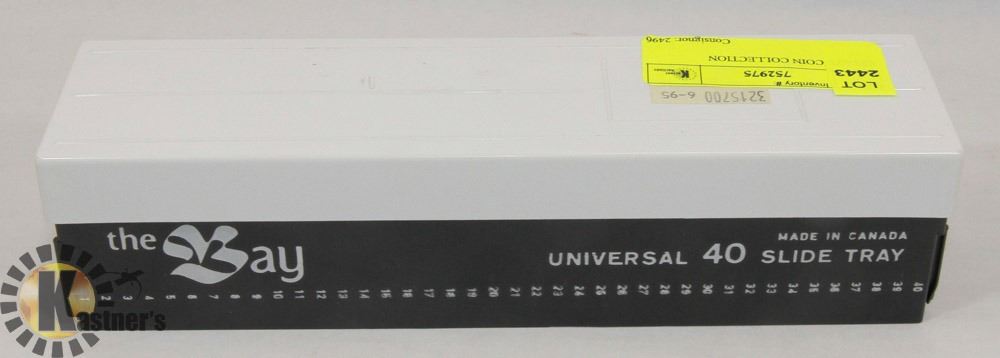 LOT
2443
Inventory #
752975
COIN COLLECTION
Consignor: 2496
3215700 6-95
the Bay
MADE IN CANADA
UNIVERSAL 40 SLIDE TRAY
1 2 3 4 5 6 7 8 9 10 11 12 13 14 15 16 17 18 19 20 21 22 23 24 25 26 27 28 29 30 31 32 33 34 35 36 37 38 39 40
Kastner's